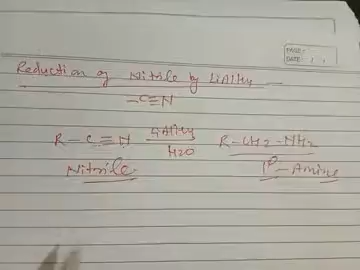 PAGE:
DATE: / /
Reduction of Nitrile by LiAlH4
-C≡N
R-C≡N LiAlH4 R-CH2-NH2
H2O
Nitrile 1°-Amine